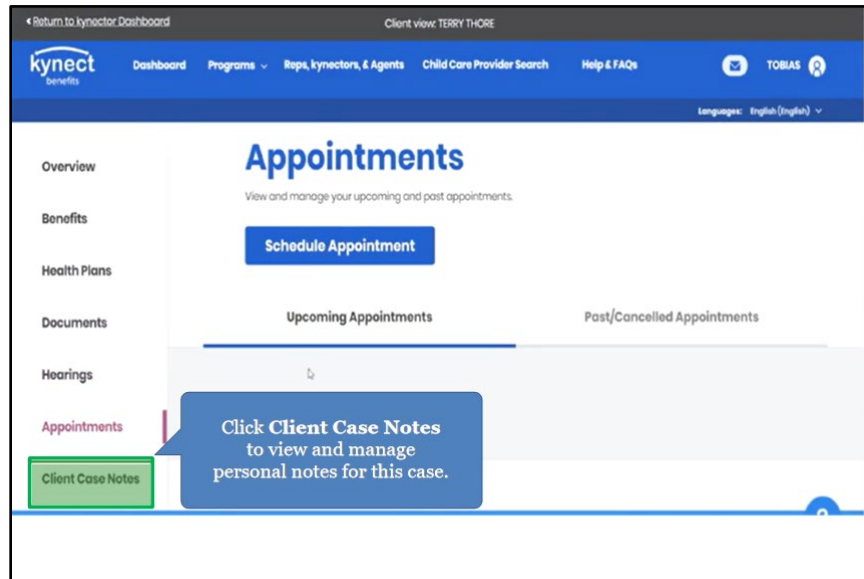 Return to kynector Dashboard
Client view: TERRY THORE
kynect
benefits
Dashboard
Programs
Reps, kynectors, & Agents
Child Care Provider Search
Help & FAQs
TOBIAS
Languages: English (English)
Overview
Benefits
Health Plans
Documents
Hearings
Appointments
Client Case Notes
Appointments
View and manage your upcoming and past appointments.
Schedule Appointment
Upcoming Appointments
Past/Cancelled Appointments
Click Client Case Notes
to view and manage
personal notes for this case.